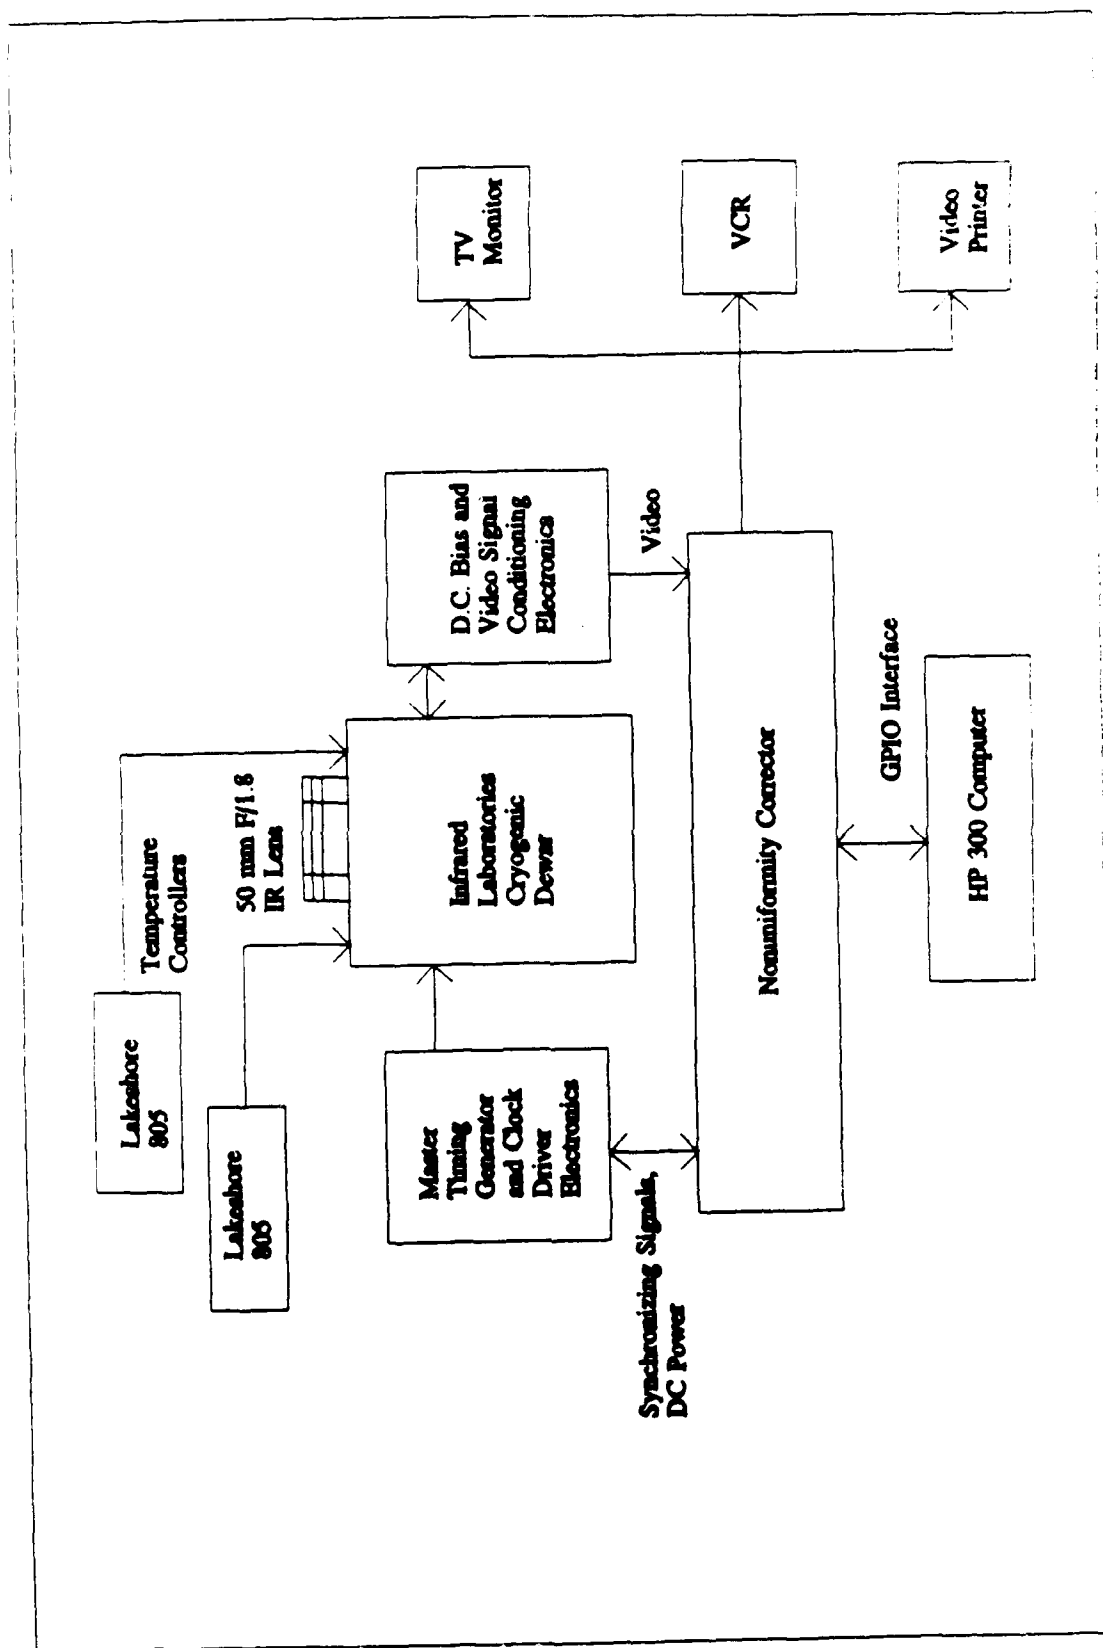 Lakeshore
805
Temperature
Controllers
Lakeshore
805
50 mm F/1.8
IR Lens
Master
Timing
Generator
and Clock
Driver
Electronics
Infrared
Laboratories
Cryogenic
Dewar
D.C. Bias and
Video Signal
Conditioning
Electronics
TV
Monitor
Synchronizing Signals,
DC Power
Video
Nonuniformity Corrector
VCR
GPIO Interface
HP 300 Computer
Video
Printer